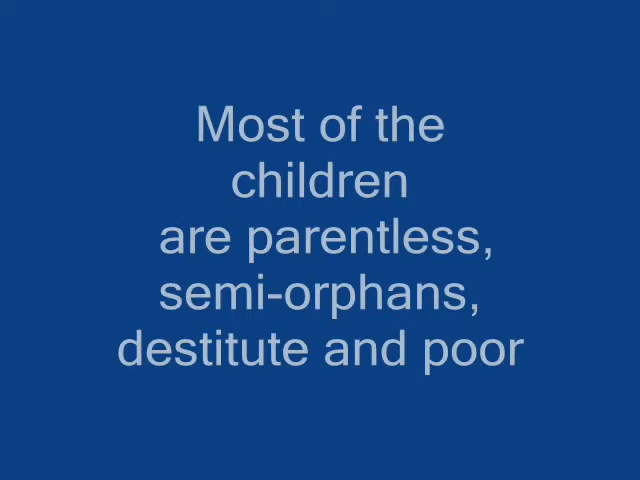 Most of the
children
are parentless,
semi-orphans,
destitute and poor